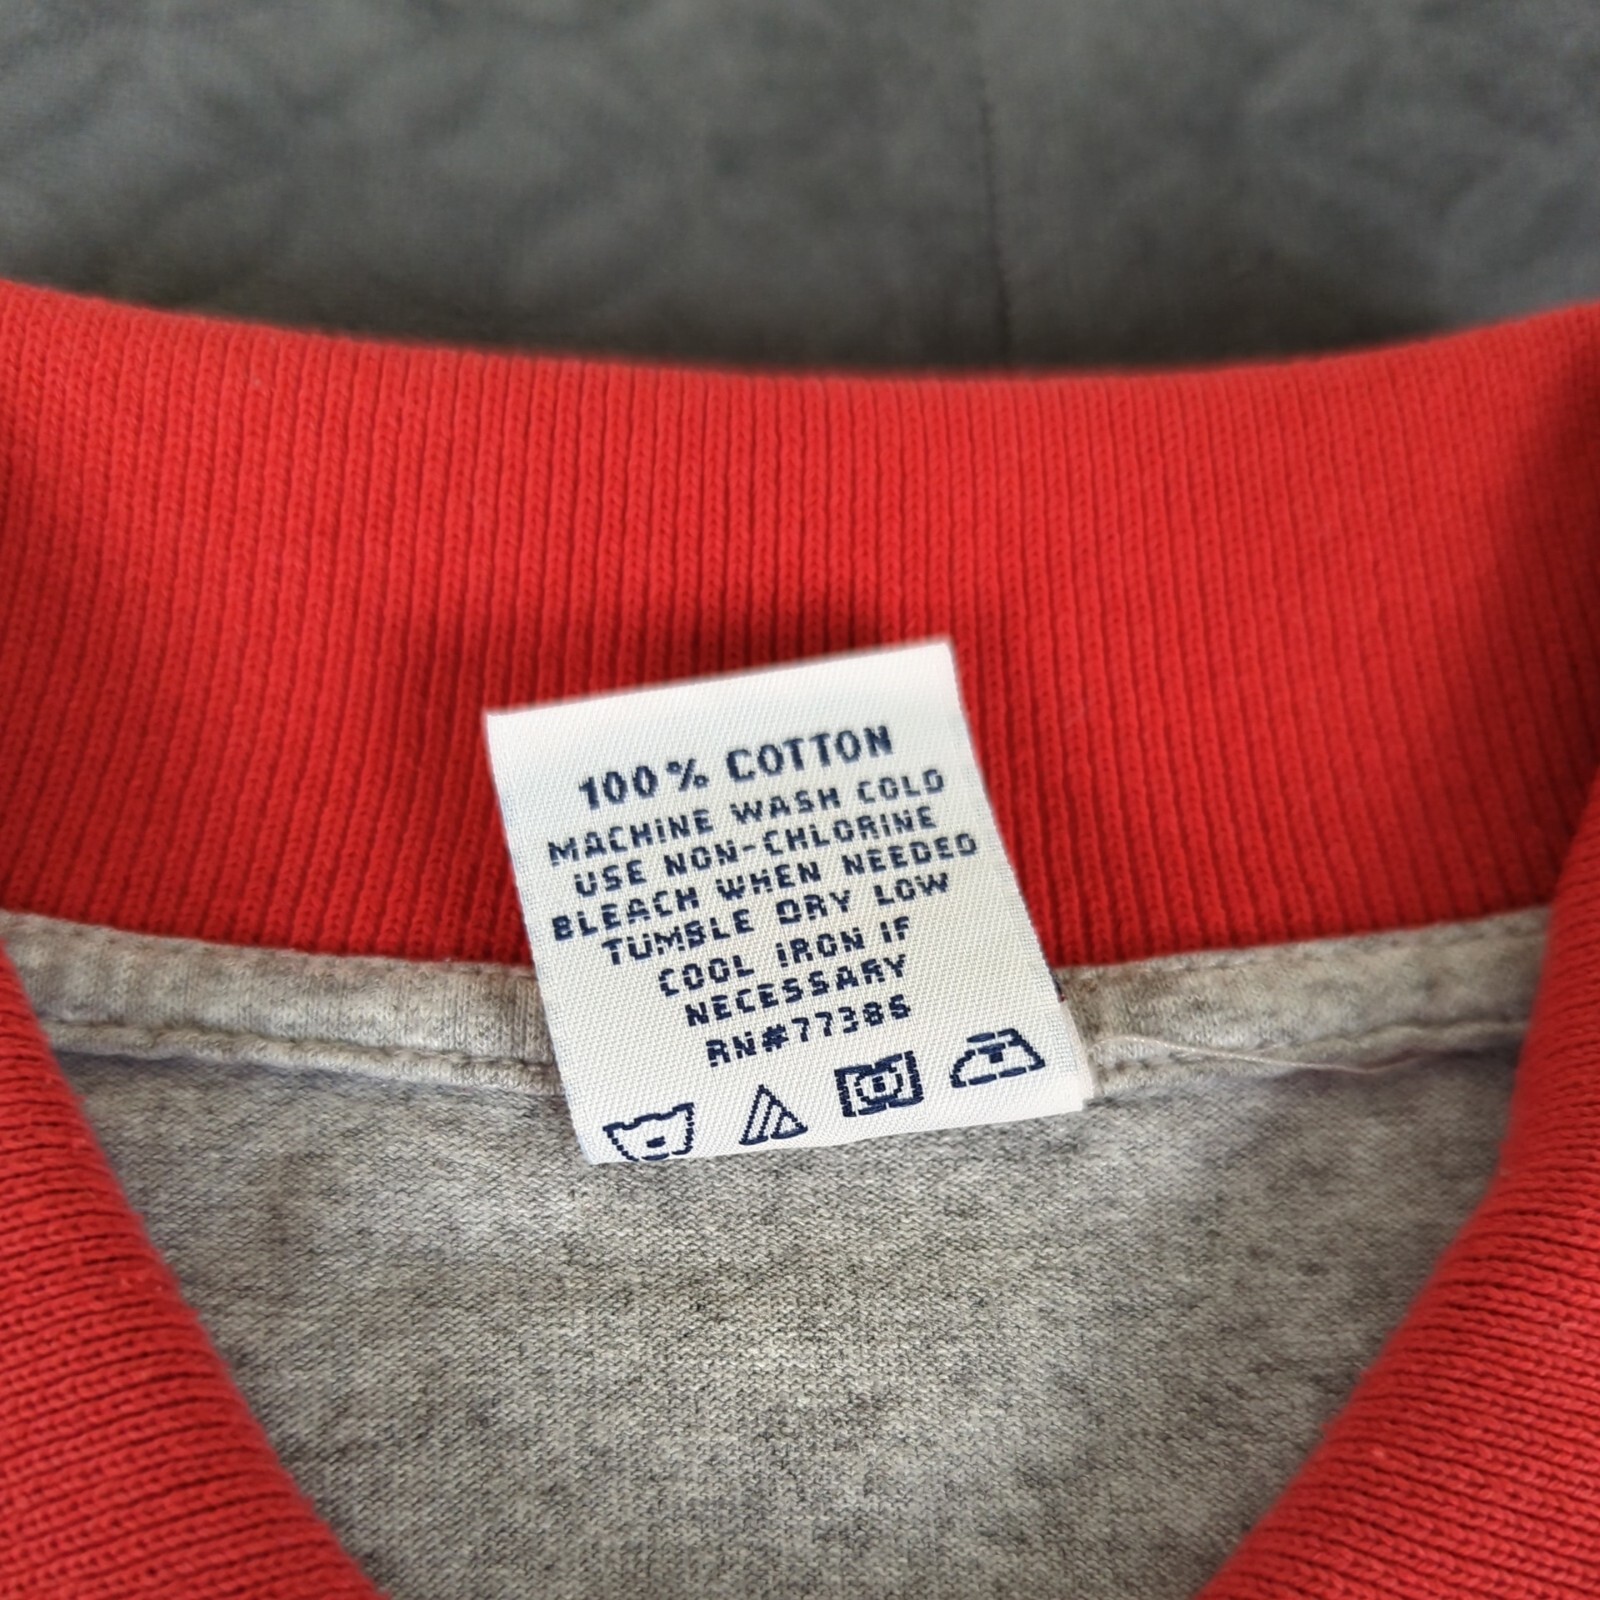 100% COTTON
MACHINE WASH COLD
USE NON-CHLORINE
BLEACH WHEN NEEDED
TUMBLE DRY LOW
COOL IRON IF
NECESSARY
RN#77386